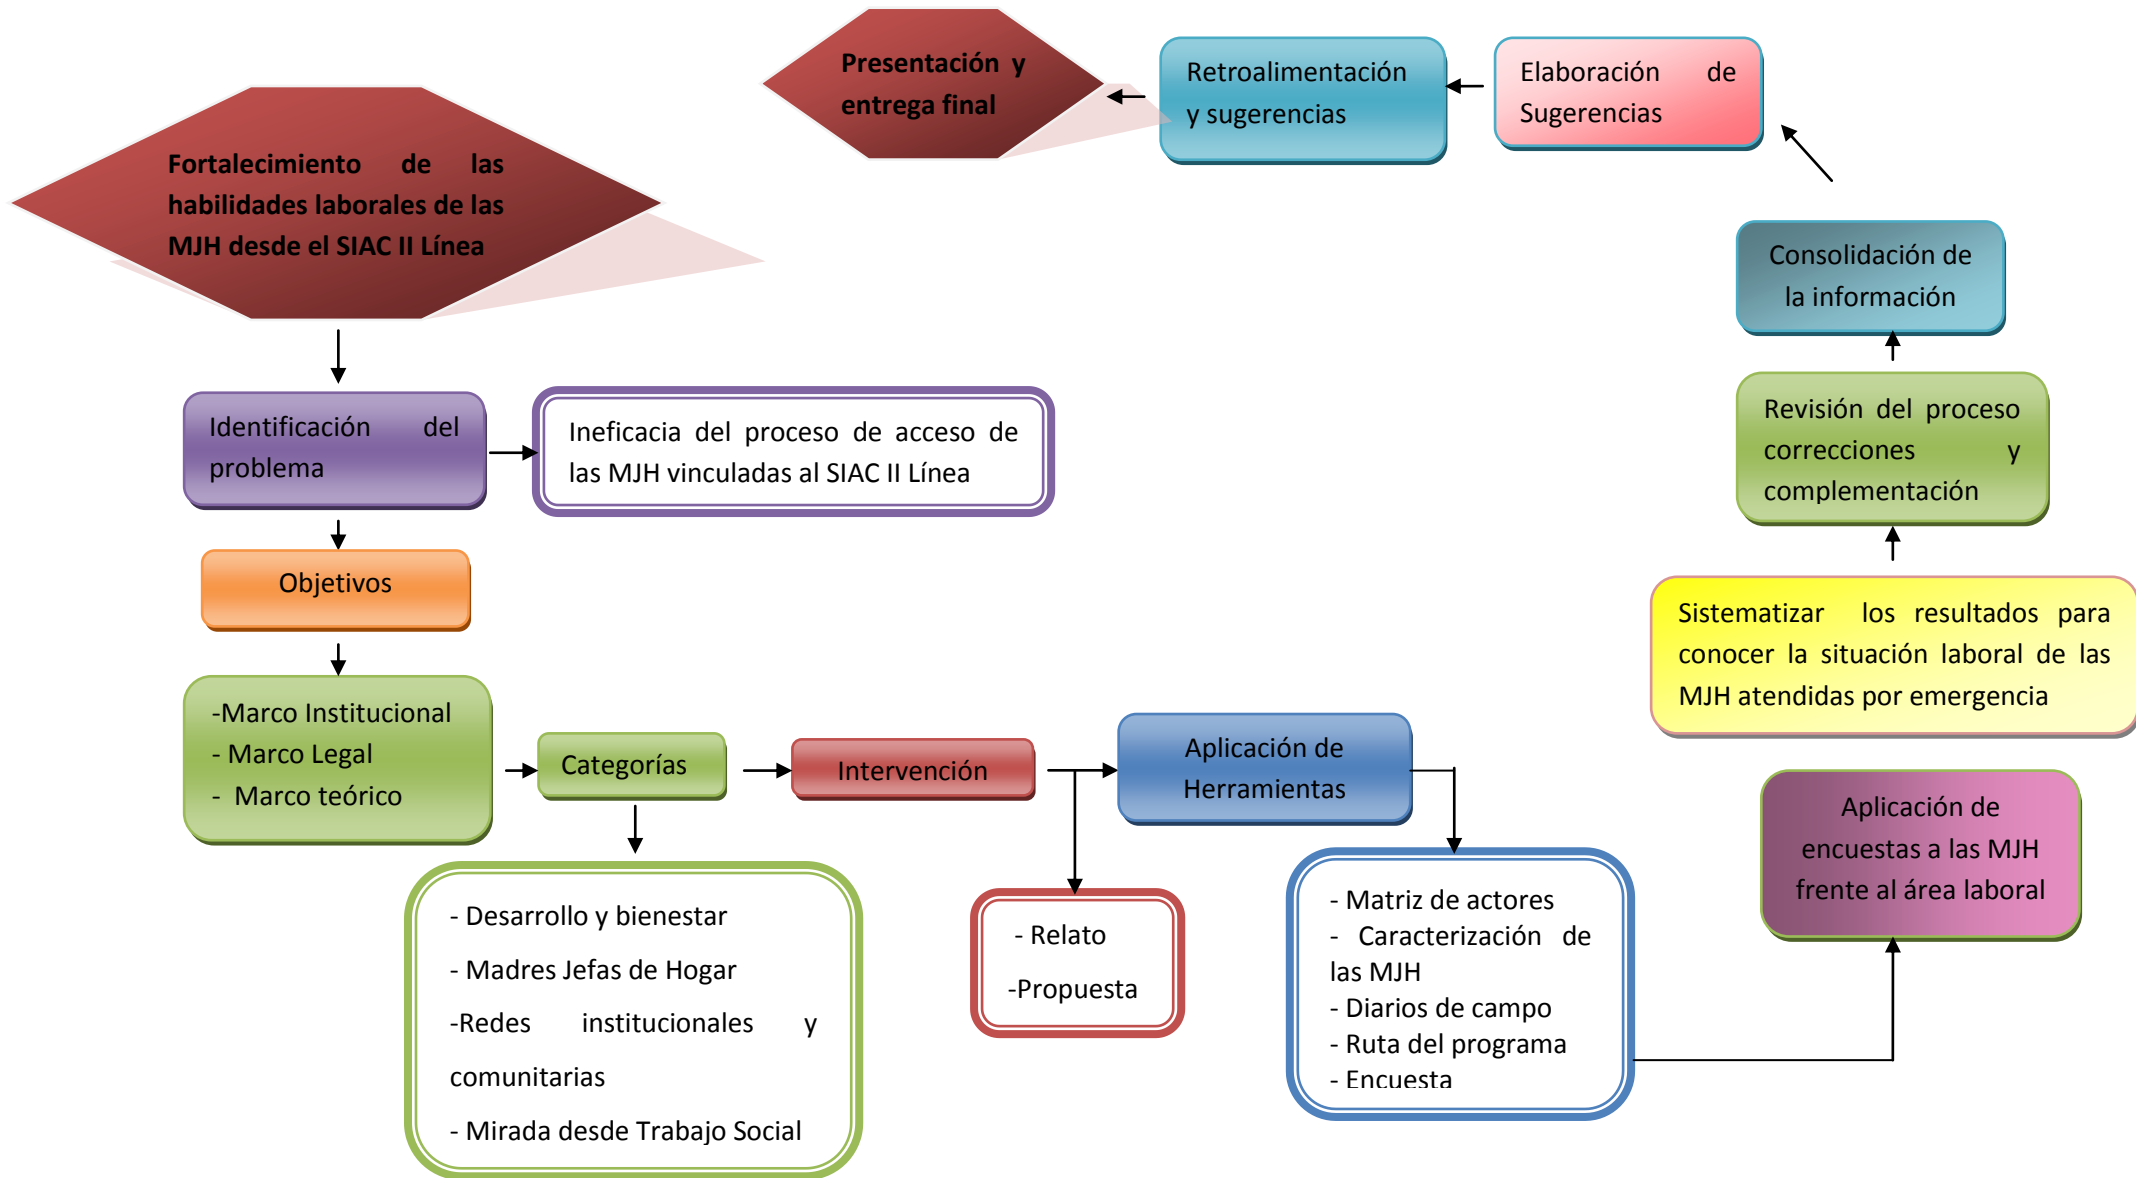 Fortalecimiento de las
habilidades laborales de las
MJH desde el SIAC II Línea
Identificación del
problema
Ineficacia del proceso de acceso de
las MJH vinculadas al SIAC II Línea
Objetivos
-Marco Institucional
- Marco Legal
- Marco teórico
Categorías
- Desarrollo y bienestar
- Madres Jefas de Hogar
-Redes institucionales y
comunitarias
- Mirada desde Trabajo Social
Intervención
- Relato
-Propuesta
Aplicación de
Herramientas
- Matriz de actores
- Caracterización de
las MJH
- Diarios de campo
- Ruta del programa
- Encuesta
Aplicación de
encuestas a las MJH
frente al área laboral
Sistematizar los resultados para
conocer la situación laboral de las
MJH atendidas por emergencia
Revisión del proceso
correcciones y
complementación
Consolidación de
la información
Elaboración de
Sugerencias
Retroalimentación
y sugerencias
Presentación y
entrega final